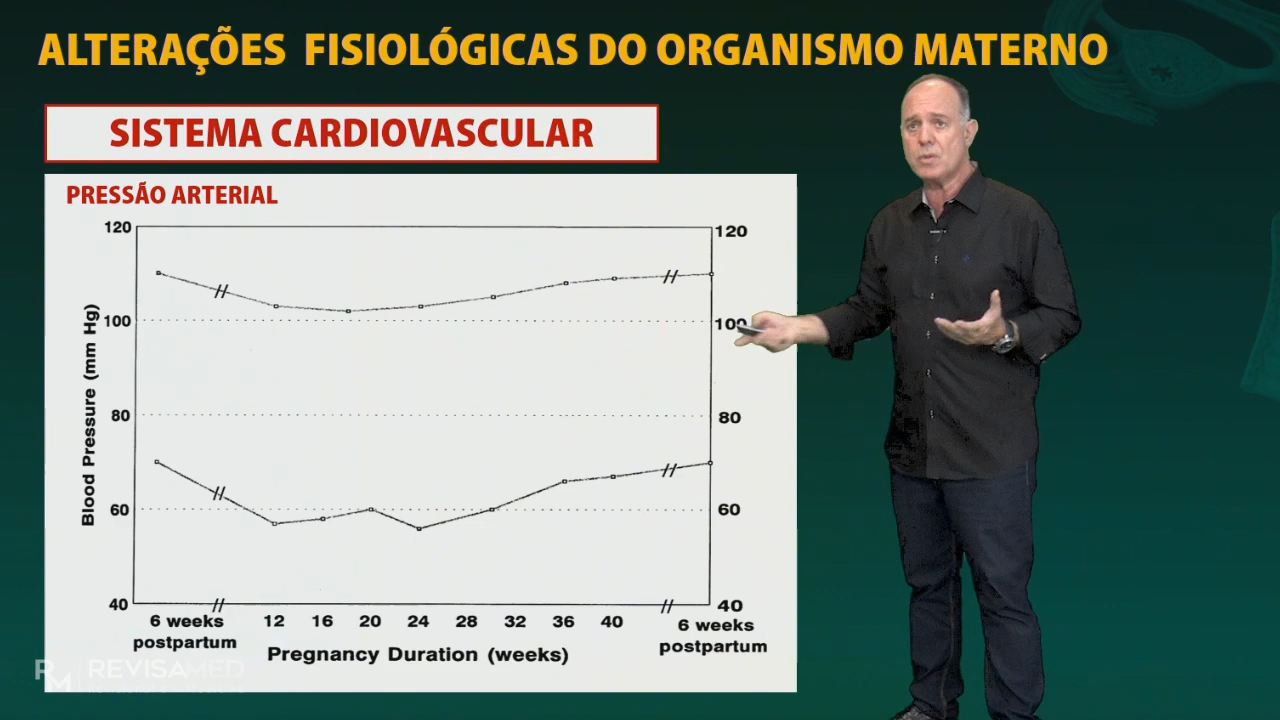 ALTERAÇÕES FISIOLÓGICAS DO ORGANISMO MATERNO
SISTEMA CARDIOVASCULAR
PRESSÃO ARTERIAL
Blood Pressure (mm Hg)
120
100
80
60
40
120
100
80
60
40
6 weeks postpartum
12 16 20 24 28 32 36 40
6 weeks postpartum
Pregnancy Duration (weeks)
RM REVISAMED